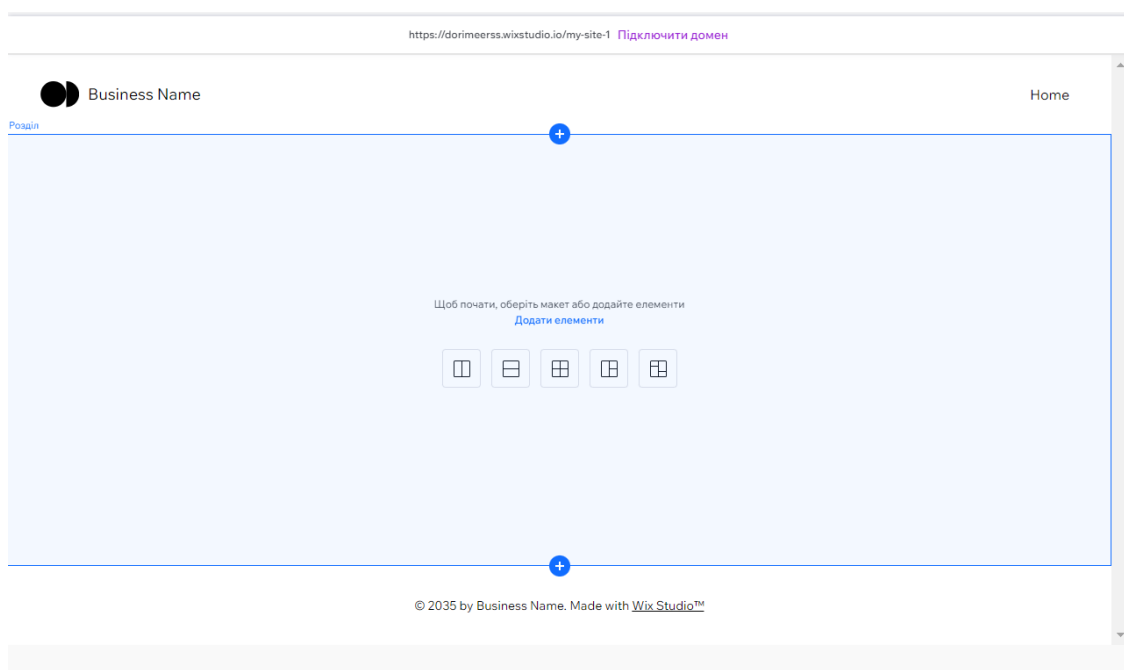 https://dorimeerss.wixstudio.io/my-site-1 Підключити домен
Business Name
Home
Розділ
Щоб почати, оберіть макет або додайте елементи
Додати елементи
© 2035 by Business Name. Made with Wix Studio™